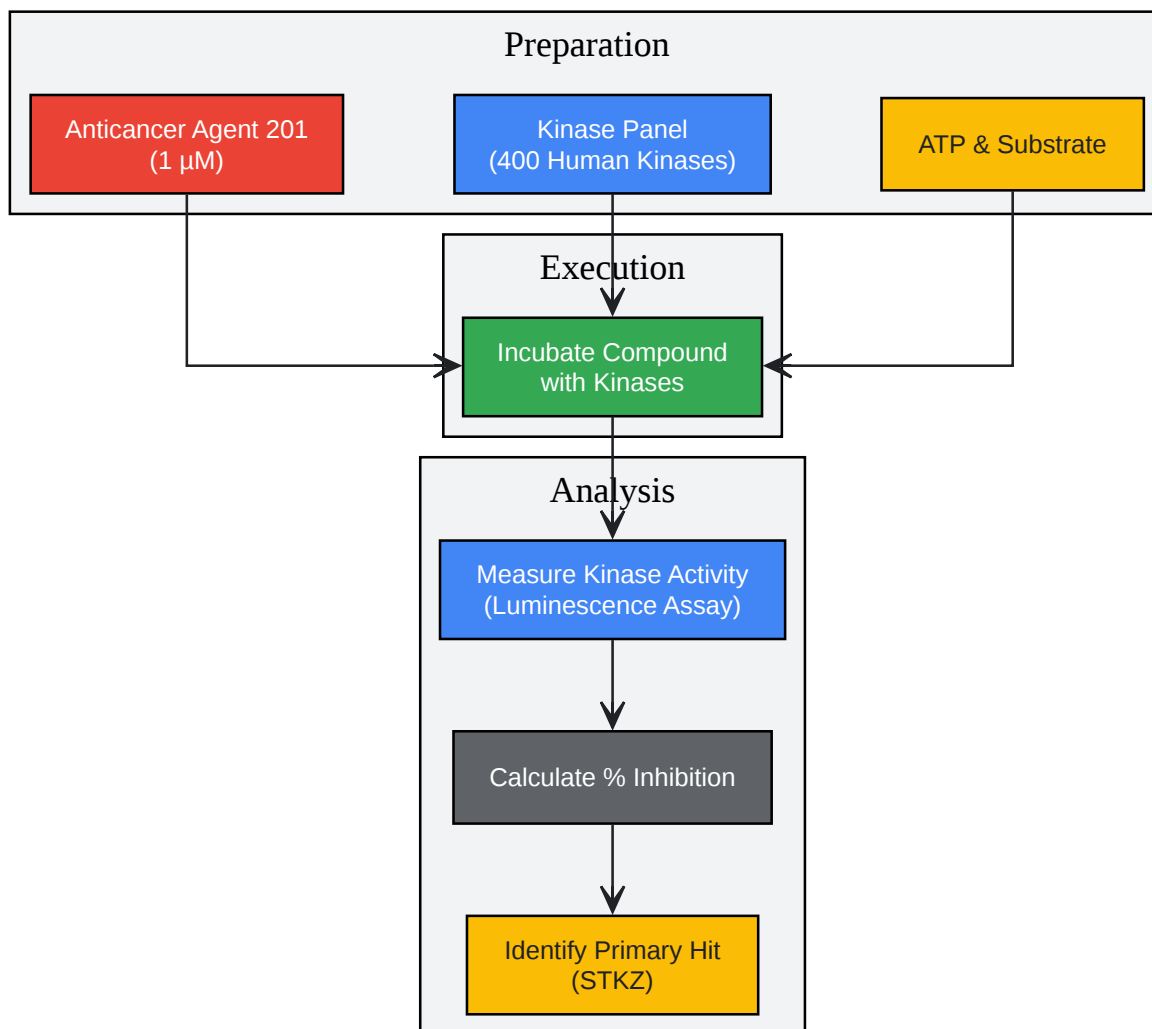 Preparation
Anticancer Agent 201
(1 µM)
Kinase Panel
(400 Human Kinases)
ATP & Substrate
Execution
Incubate Compound
with Kinases
Analysis
Measure Kinase Activity
(Luminescence Assay)
Calculate % Inhibition
Identify Primary Hit
(STKZ)